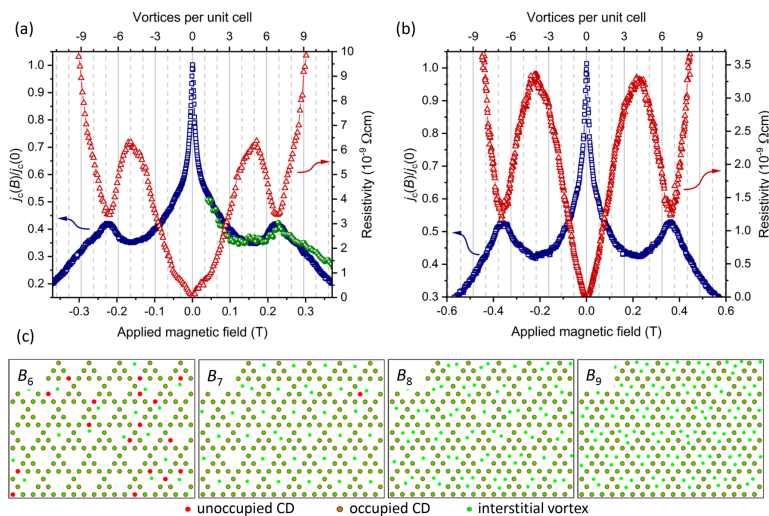 (a)
Vortices per unit cell
-9 -6 -3 0 3 6 9
1.0
0.9
0.8
0.7
0.6
0.5
0.4
0.3
0.2
jc(B)/jc(0)
10
9
8
7
6
5
4
3
2
1
0
Resistivity (10⁻⁹ Ωcm)
-0.3 -0.2 -0.1 0.0 0.1 0.2 0.3
Applied magnetic field (T)
(b)
Vortices per unit cell
-9 -6 -3 0 3 6 9
1.0
0.9
0.8
0.7
0.6
0.5
0.4
0.3
jc(B)/jc(0)
3.5
3.0
2.5
2.0
1.5
1.0
0.5
0.0
Resistivity (10⁻⁹ Ωcm)
-0.6 -0.4 -0.2 0.0 0.2 0.4 0.6
Applied magnetic field (T)
(c)
B6
B7
B8
B9
unoccupied CD
occupied CD
interstitial vortex